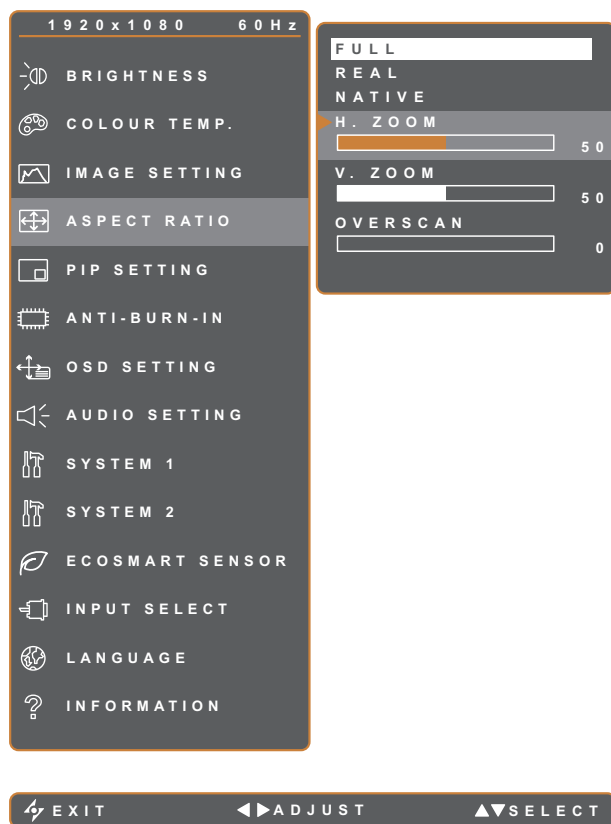 1920x1080 60Hz
BRIGHTNESS
COLOUR TEMP.
IMAGE SETTING
ASPECT RATIO
PIP SETTING
ANTI-BURN-IN
OSD SETTING
AUDIO SETTING
SYSTEM 1
SYSTEM 2
ECOSMART SENSOR
INPUT SELECT
LANGUAGE
INFORMATION
FULL
REAL
NATIVE
H. ZOOM
50
V. ZOOM
50
OVERSCAN
0
EXIT ◀▶ADJUST ▲▼SELECT